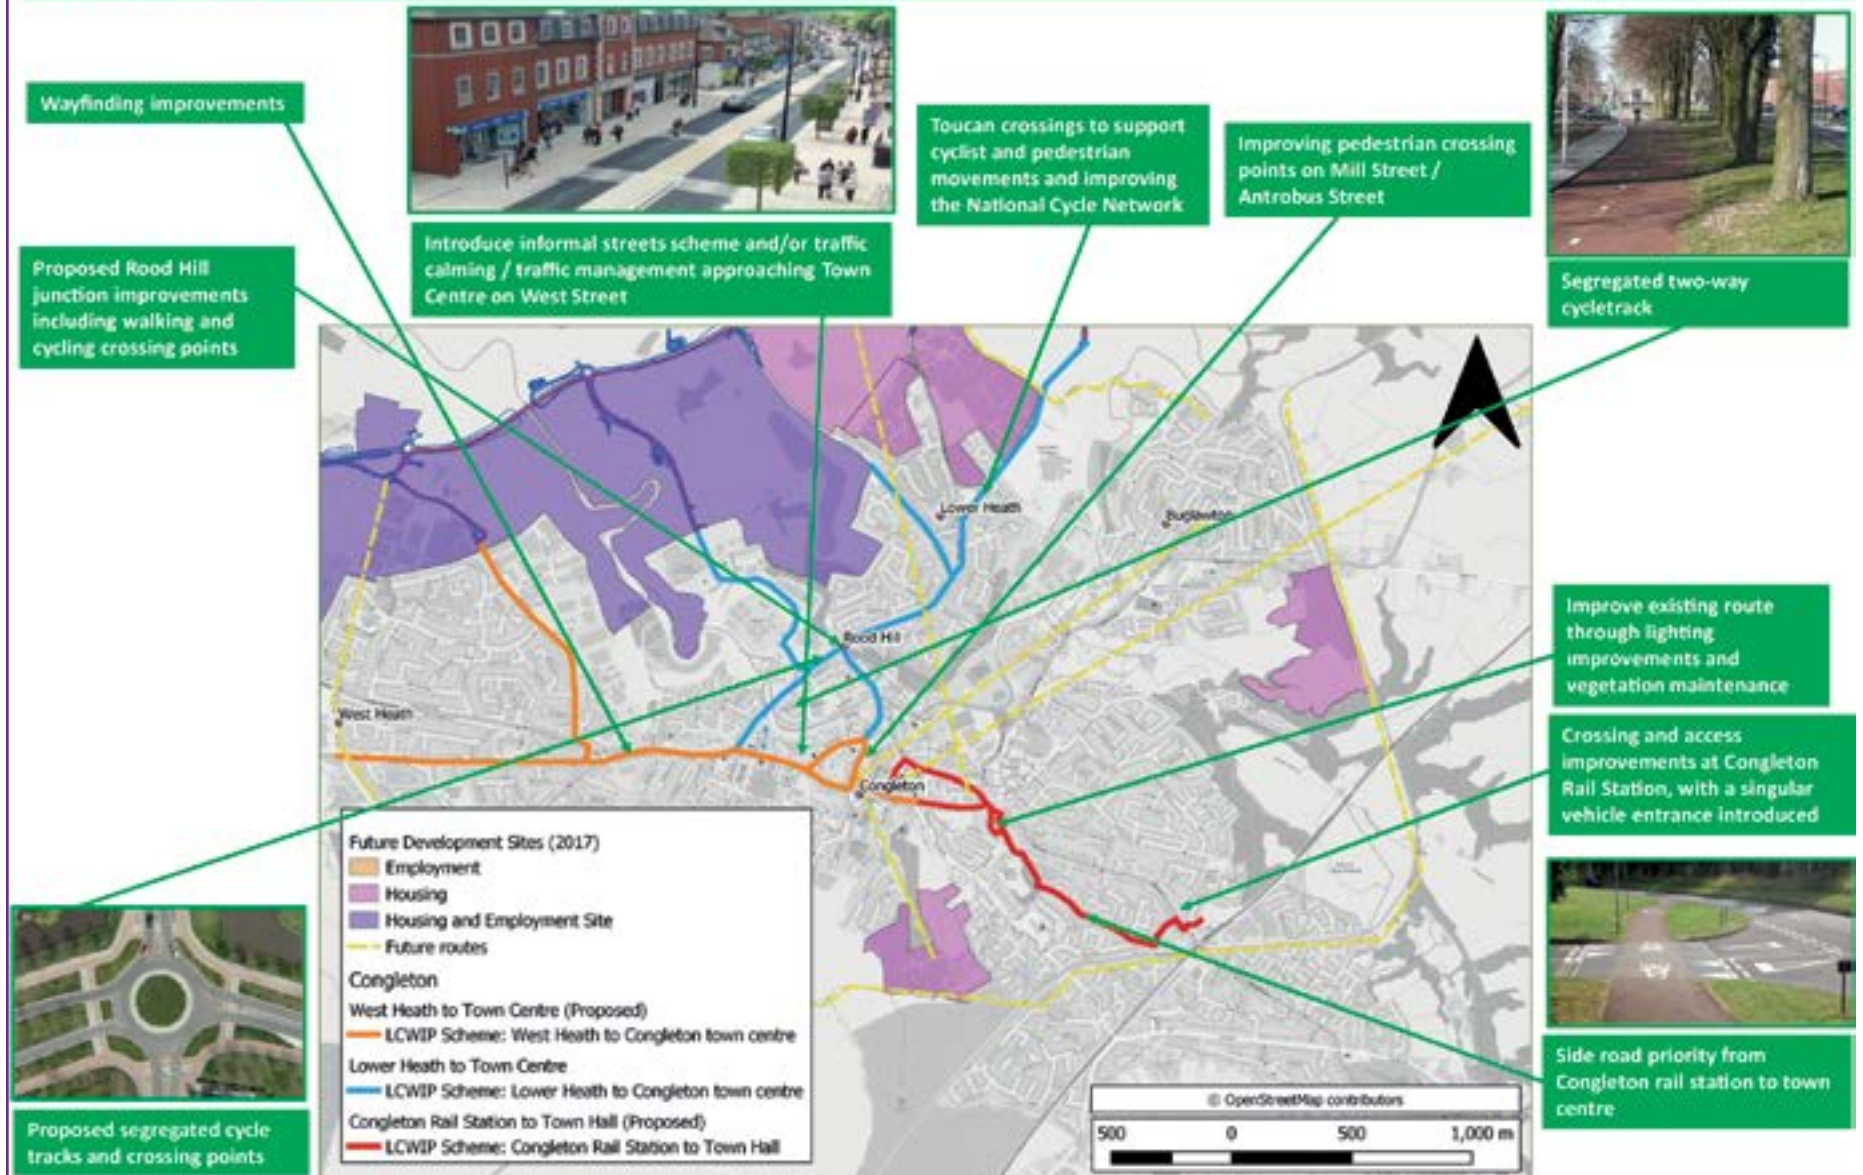 Wayfinding improvements
Toucan crossings to support
cyclist and pedestrian
movements and improving
the National Cycle Network
Improving pedestrian crossing
points on Mill Street /
Antrobus Street
Introduce informal streets scheme and/or traffic
calming / traffic management approaching Town
Centre on West Street
Proposed Rood Hill
junction improvements
including walking and
cycling crossing points
Segregated two-way
cycletrack
Lower Heath
Buglawton
Rood Hill
West Heath
Congleton
Improve existing route
through lighting
improvements and
vegetation maintenance
Crossing and access
improvements at Congleton
Rail Station, with a singular
vehicle entrance introduced
Future Development Sites (2017)
Employment
Housing
Housing and Employment Site
Future routes
Congleton
West Heath to Town Centre (Proposed)
LCWIP Scheme: West Heath to Congleton town centre
Lower Heath to Town Centre
LCWIP Scheme: Lower Heath to Congleton town centre
Congleton Rail Station to Town Hall (Proposed)
LCWIP Scheme: Congleton Rail Station to Town Hall
© OpenStreetMap contributors
500 0 500 1,000 m
Side road priority from
Congleton rail station to town
centre
Proposed segregated cycle
tracks and crossing points